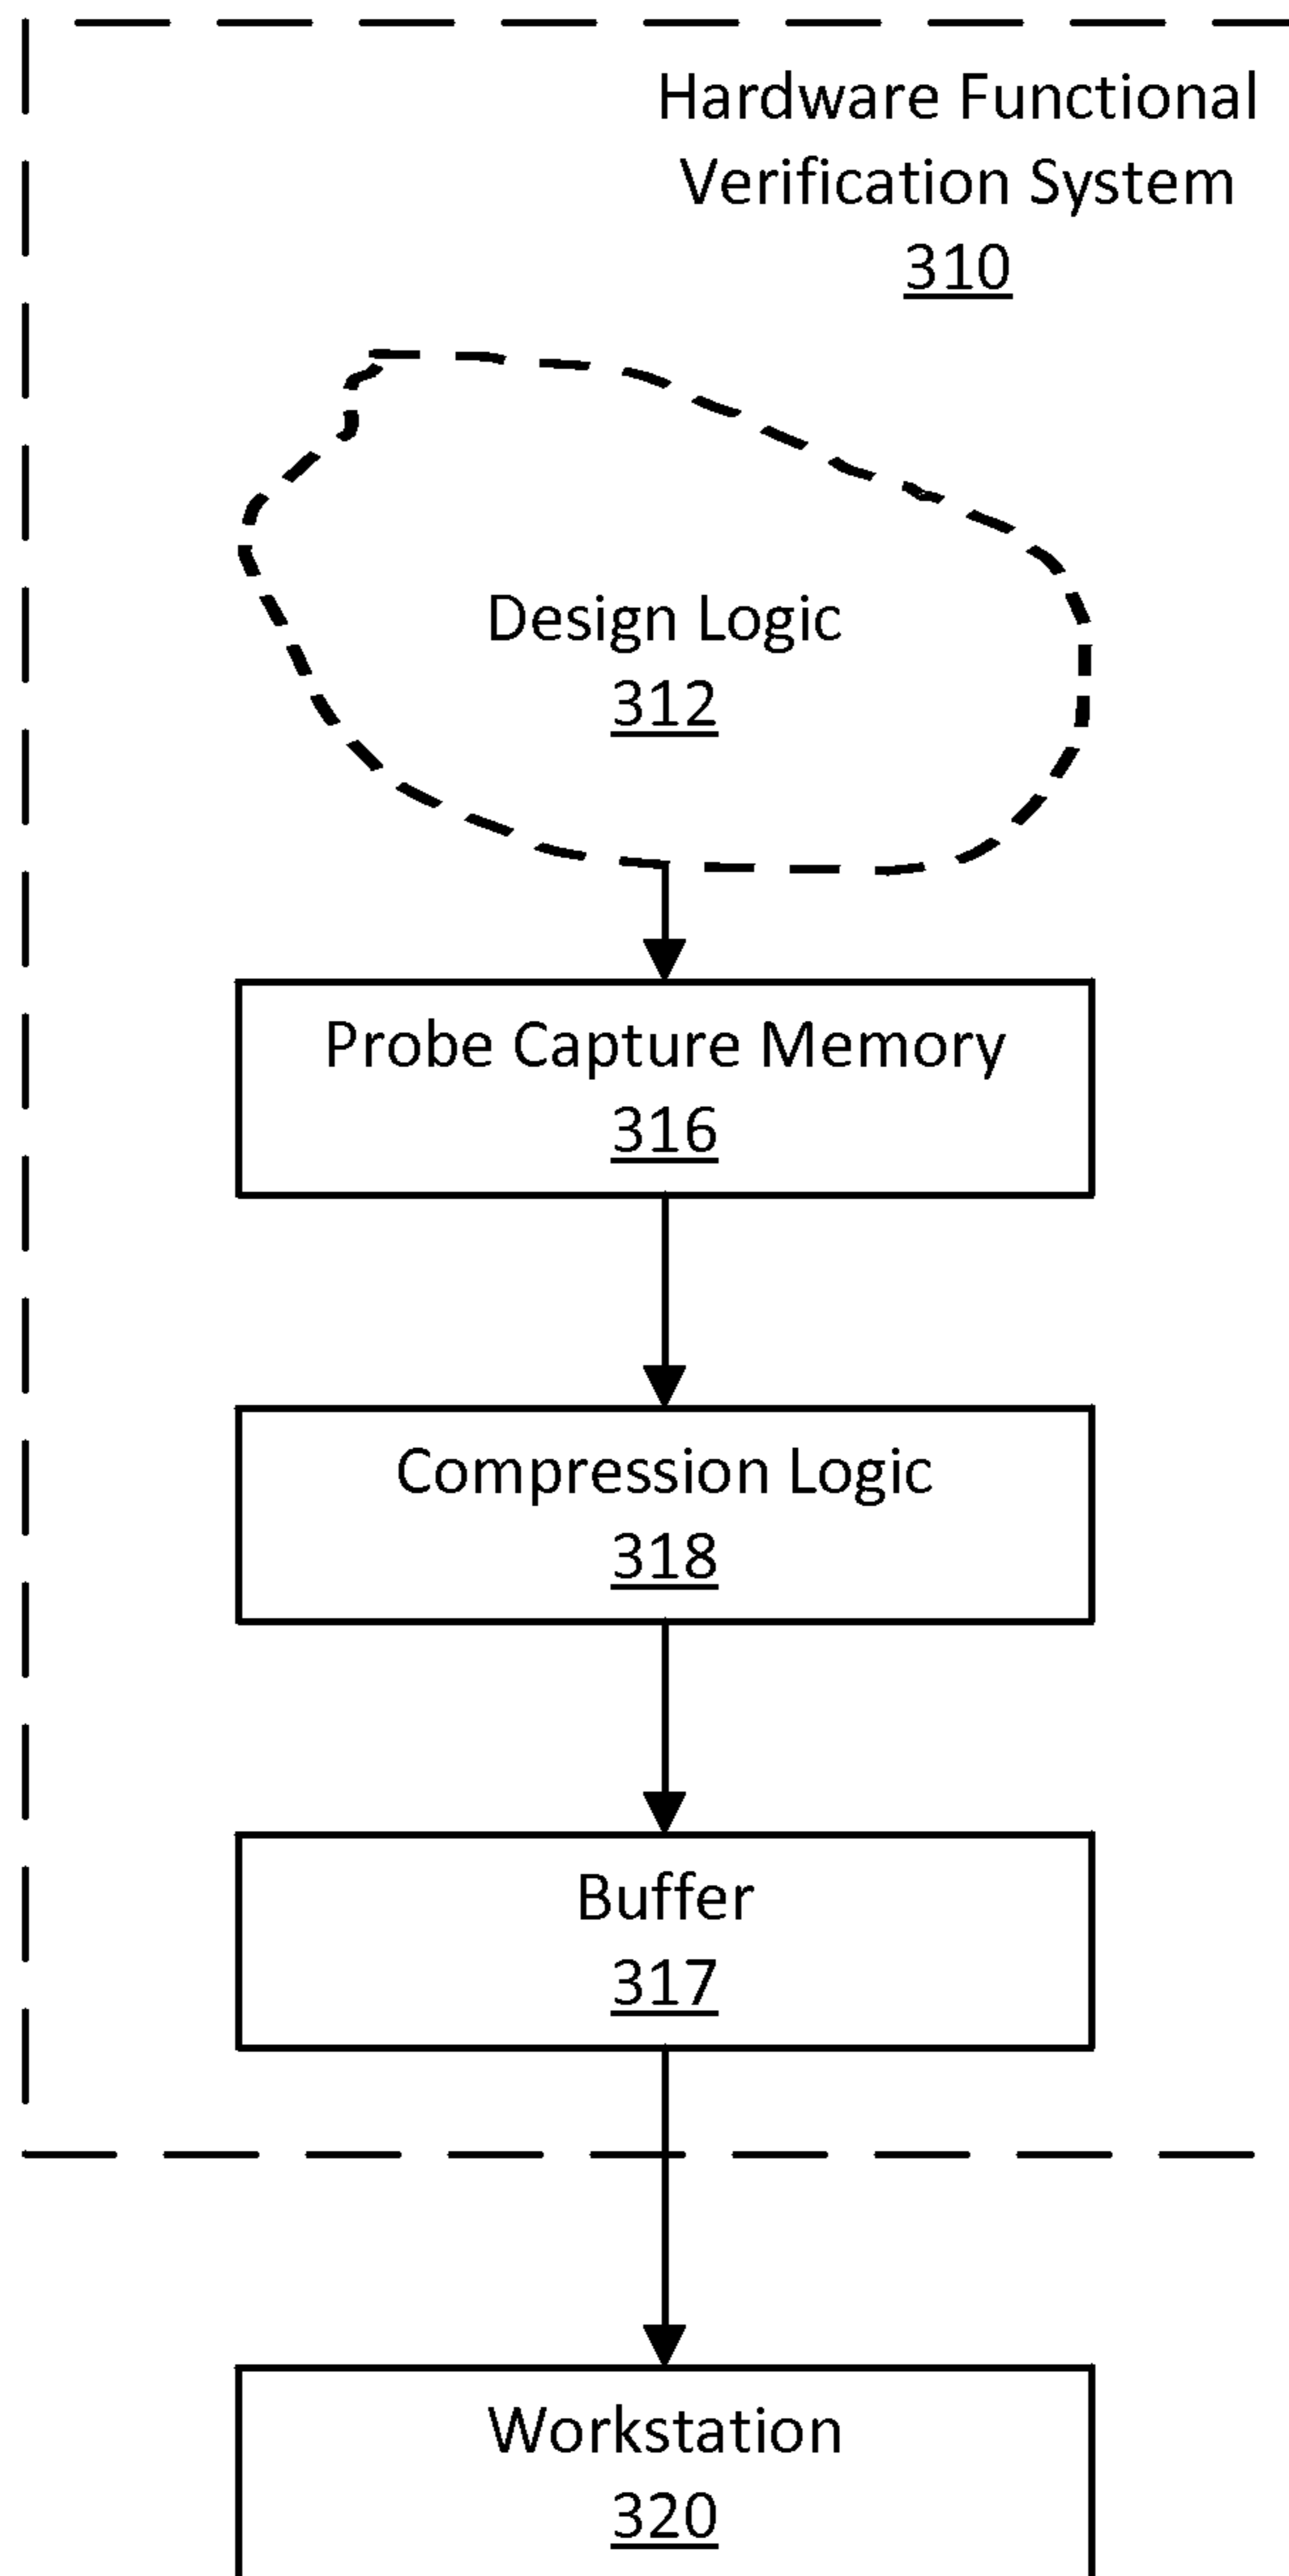 Hardware Functional
Verification System
310
Design Logic
312
Probe Capture Memory
316
Compression Logic
318
Buffer
317
Workstation
320